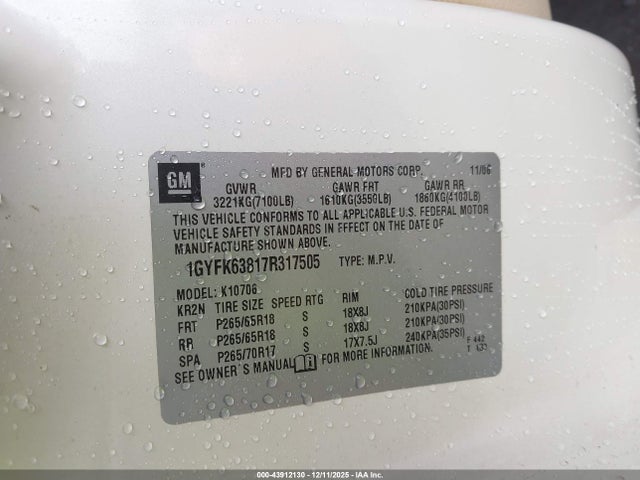 GM
MFD BY GENERAL MOTORS CORP. 11/06
GVWR GAWR FRT GAWR RR
3221KG(7100LB) 1610KG(3550LB) 1860KG(4100LB)
THIS VEHICLE CONFORMS TO ALL APPLICABLE U.S. FEDERAL MOTOR
VEHICLE SAFETY STANDARDS IN EFFECT ON THE DATE OF
MANUFACTURE SHOWN ABOVE.
1GYFK63817R317505 TYPE: M.P.V.
MODEL: K10706
KR2N TIRE SIZE SPEED RTG RIM COLD TIRE PRESSURE
FRT P265/65R18 S 18X8J 210KPA(30PSI)
RR P265/65R18 S 18X8J 210KPA(30PSI)
SPA P265/70R17 S 17X7.5J 240KPA(35PSI)
SEE OWNER'S MANUAL FOR MORE INFORMATION. F 442
T
000-43912130 - 12/11/2025 - IAA Inc.